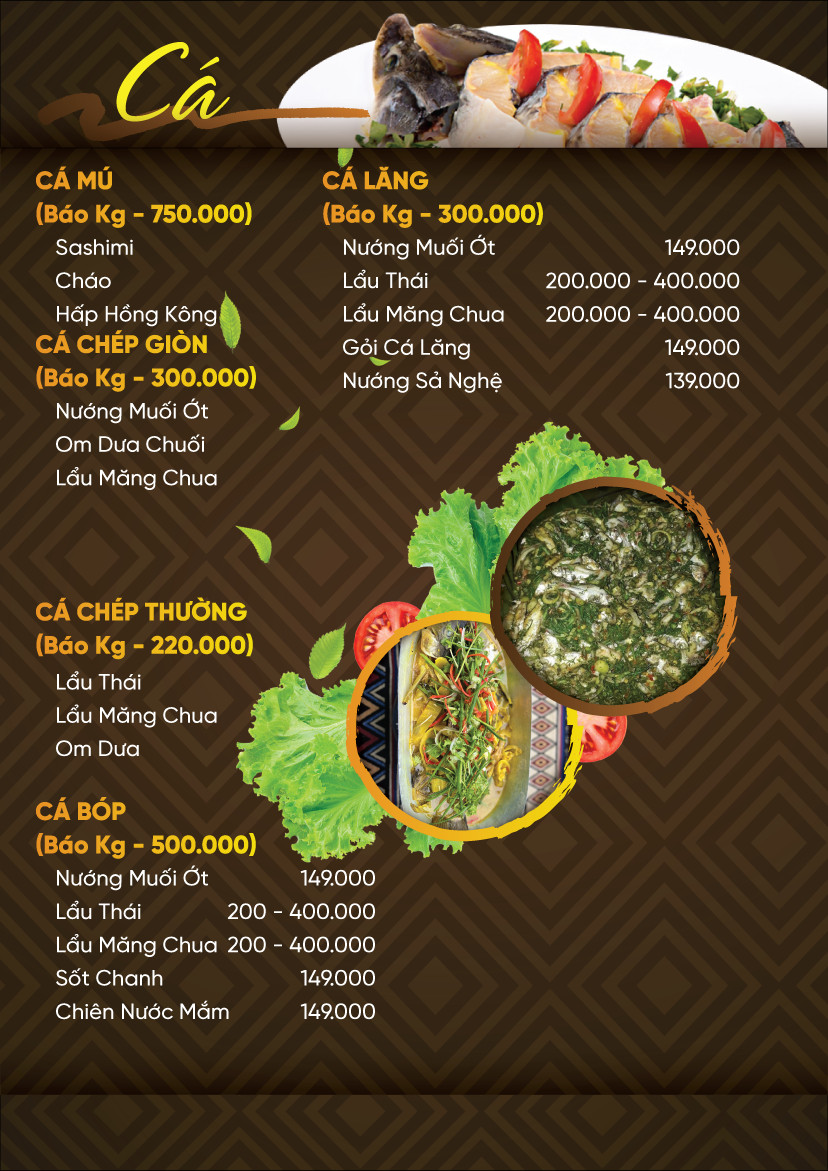 Cá
CÁ MÚ
(Báo Kg - 750.000)
Sashimi
Cháo
Hấp Hồng Kông
CÁ CHÉP GIÒN
(Báo Kg - 300.000)
Nướng Muối Ớt
Om Dưa Chuối
Lẩu Măng Chua
CÁ CHÉP THƯỜNG
(Báo Kg - 220.000)
Lẩu Thái
Lẩu Măng Chua
Om Dưa
CÁ BÓP
(Báo Kg - 500.000)
Nướng Muối Ớt 149.000
Lẩu Thái 200 - 400.000
Lẩu Măng Chua 200 - 400.000
Sốt Chanh 149.000
Chiên Nước Mắm 149.000
CÁ LĂNG
(Báo Kg - 300.000)
Nướng Muối Ớt 149.000
Lẩu Thái 200.000 - 400.000
Lẩu Măng Chua 200.000 - 400.000
Gỏi Cá Lăng 149.000
Nướng Sả Nghệ 139.000